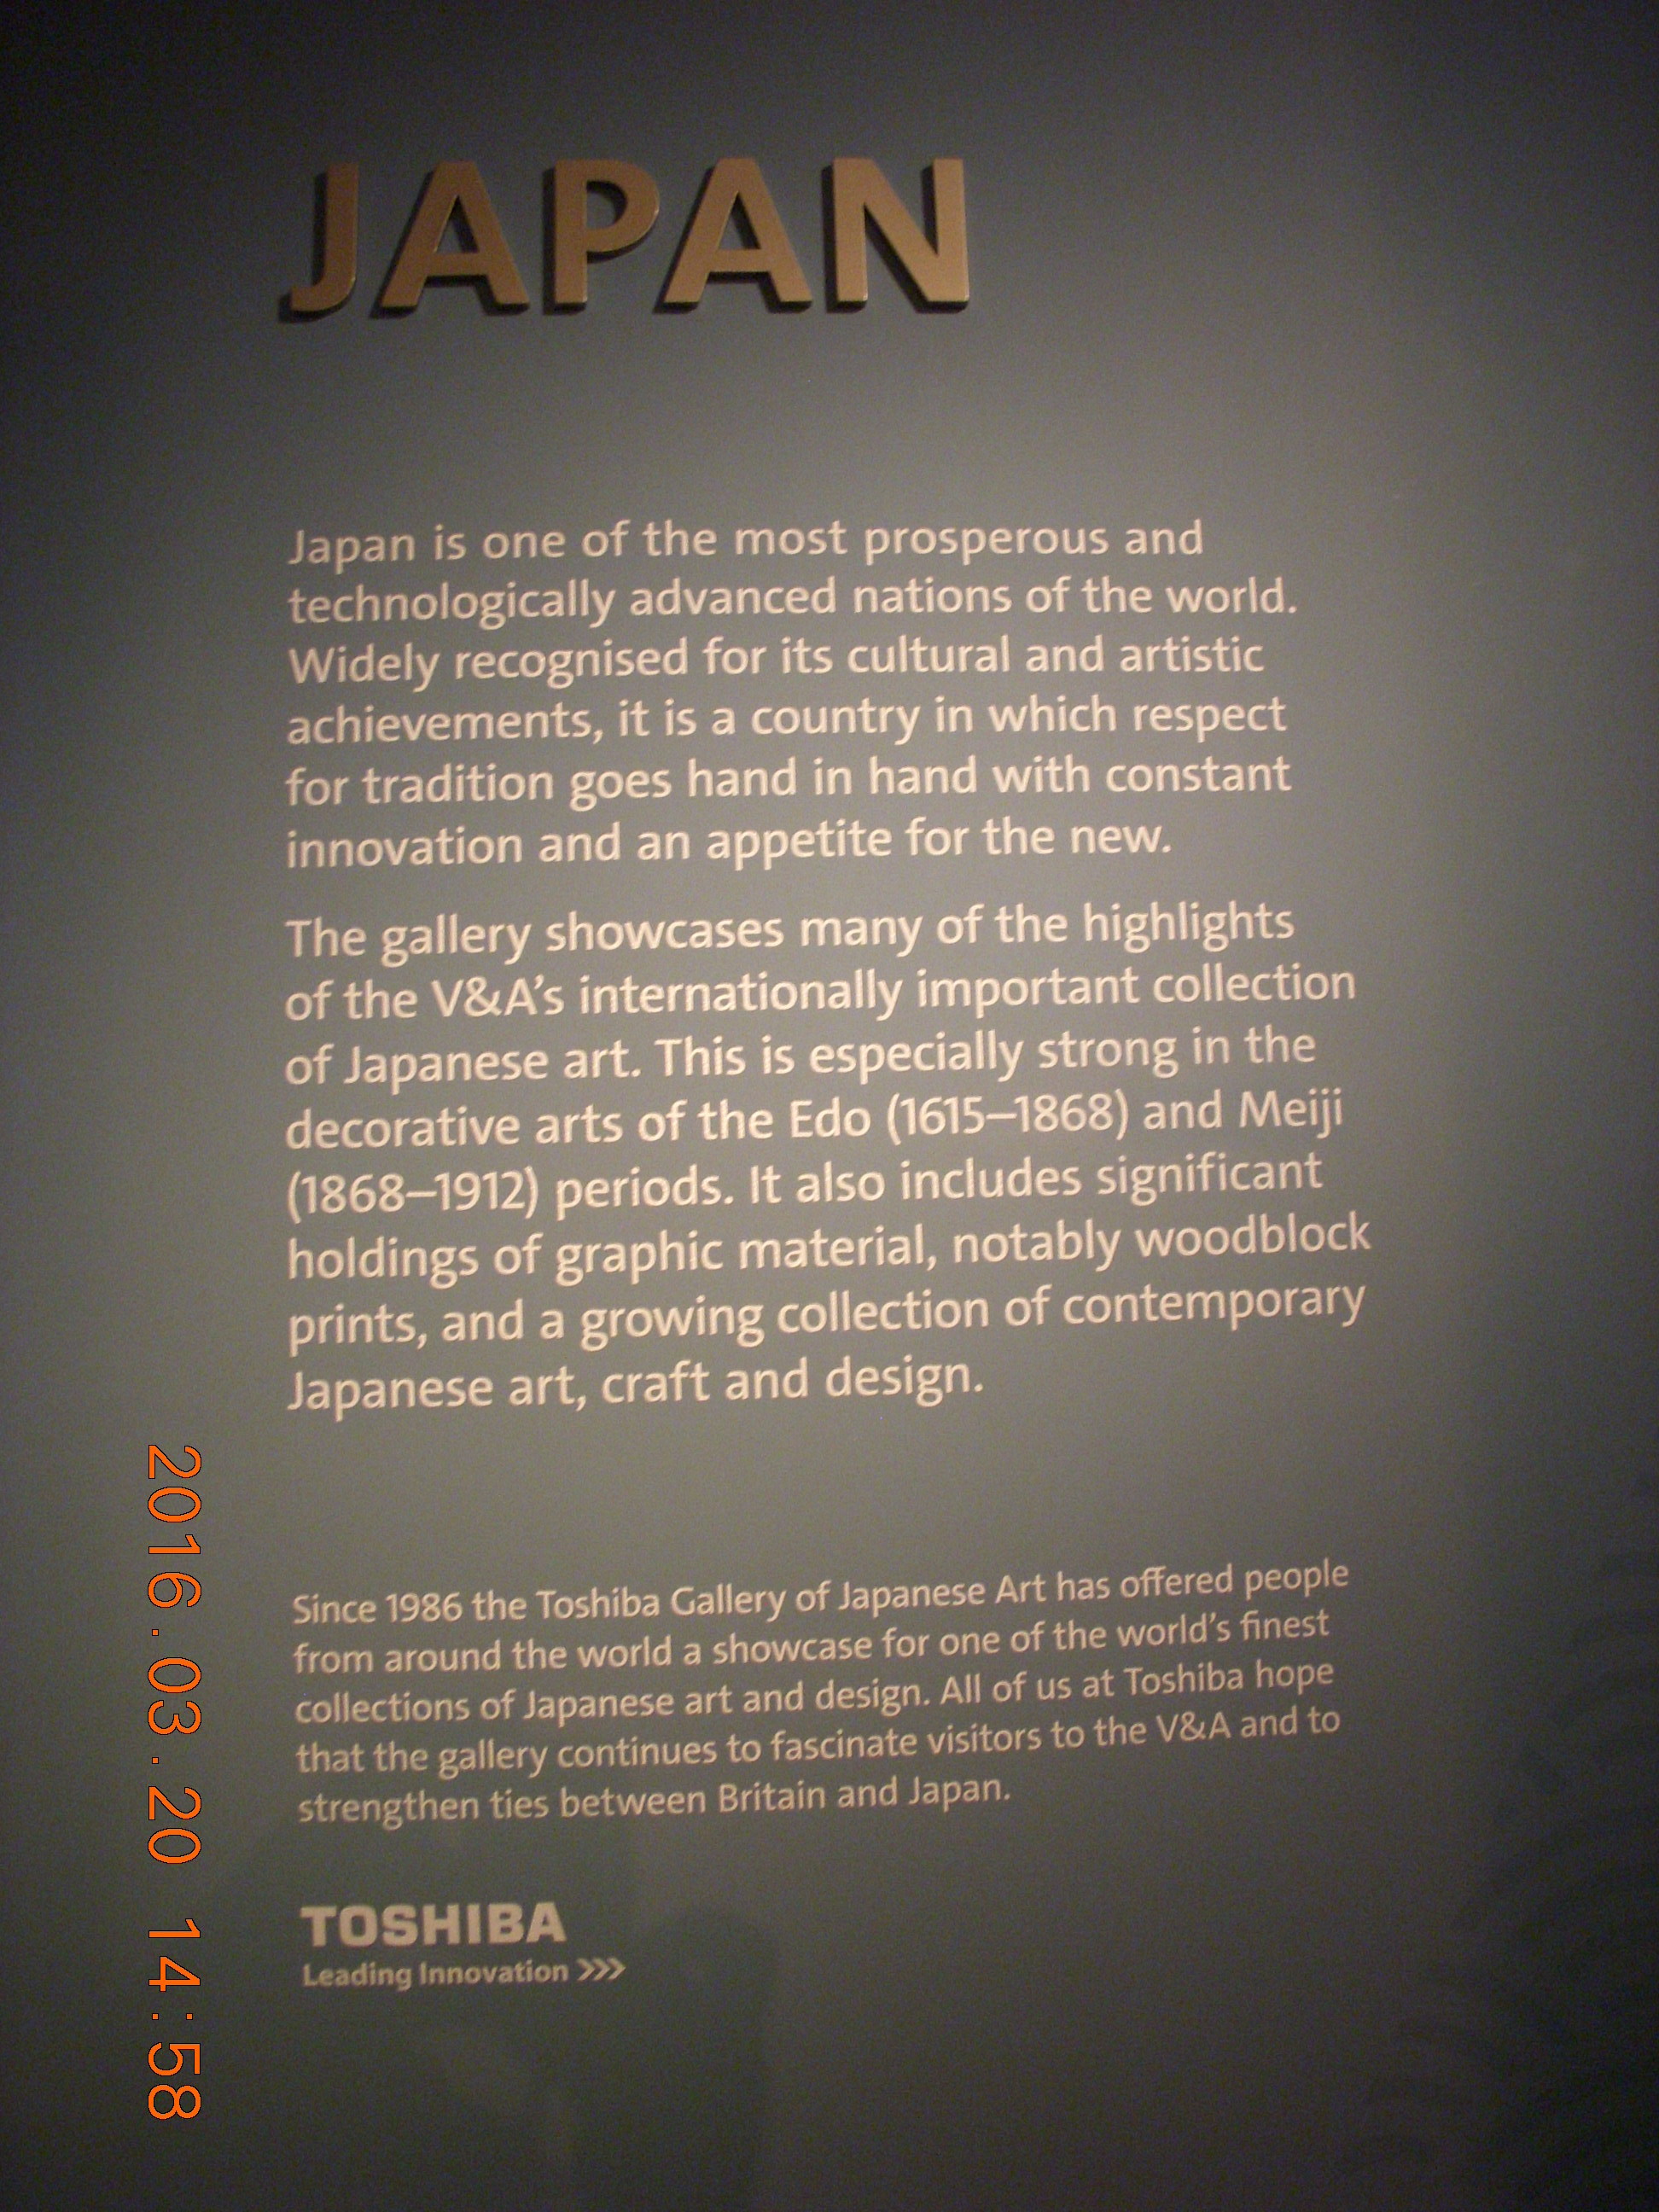 JAPAN
Japan is one of the most prosperous and
technologically advanced nations of the world.
Widely recognised for its cultural and artistic
achievements, it is a country in which respect
for tradition goes hand in hand with constant
innovation and an appetite for the new.
The gallery showcases many of the highlights
of the V&A's internationally important collection
of Japanese art. This is especially strong in the
decorative arts of the Edo (1615–1868) and Meiji
(1868–1912) periods. It also includes significant
holdings of graphic material, notably woodblock
prints, and a growing collection of contemporary
Japanese art, craft and design.
Since 1986 the Toshiba Gallery of Japanese Art has offered people
from around the world a showcase for one of the world's finest
collections of Japanese art and design. All of us at Toshiba hope
that the gallery continues to fascinate visitors to the V&A and to
strengthen ties between Britain and Japan.
TOSHIBA
Leading Innovation >>>
2016.03.20 14:58